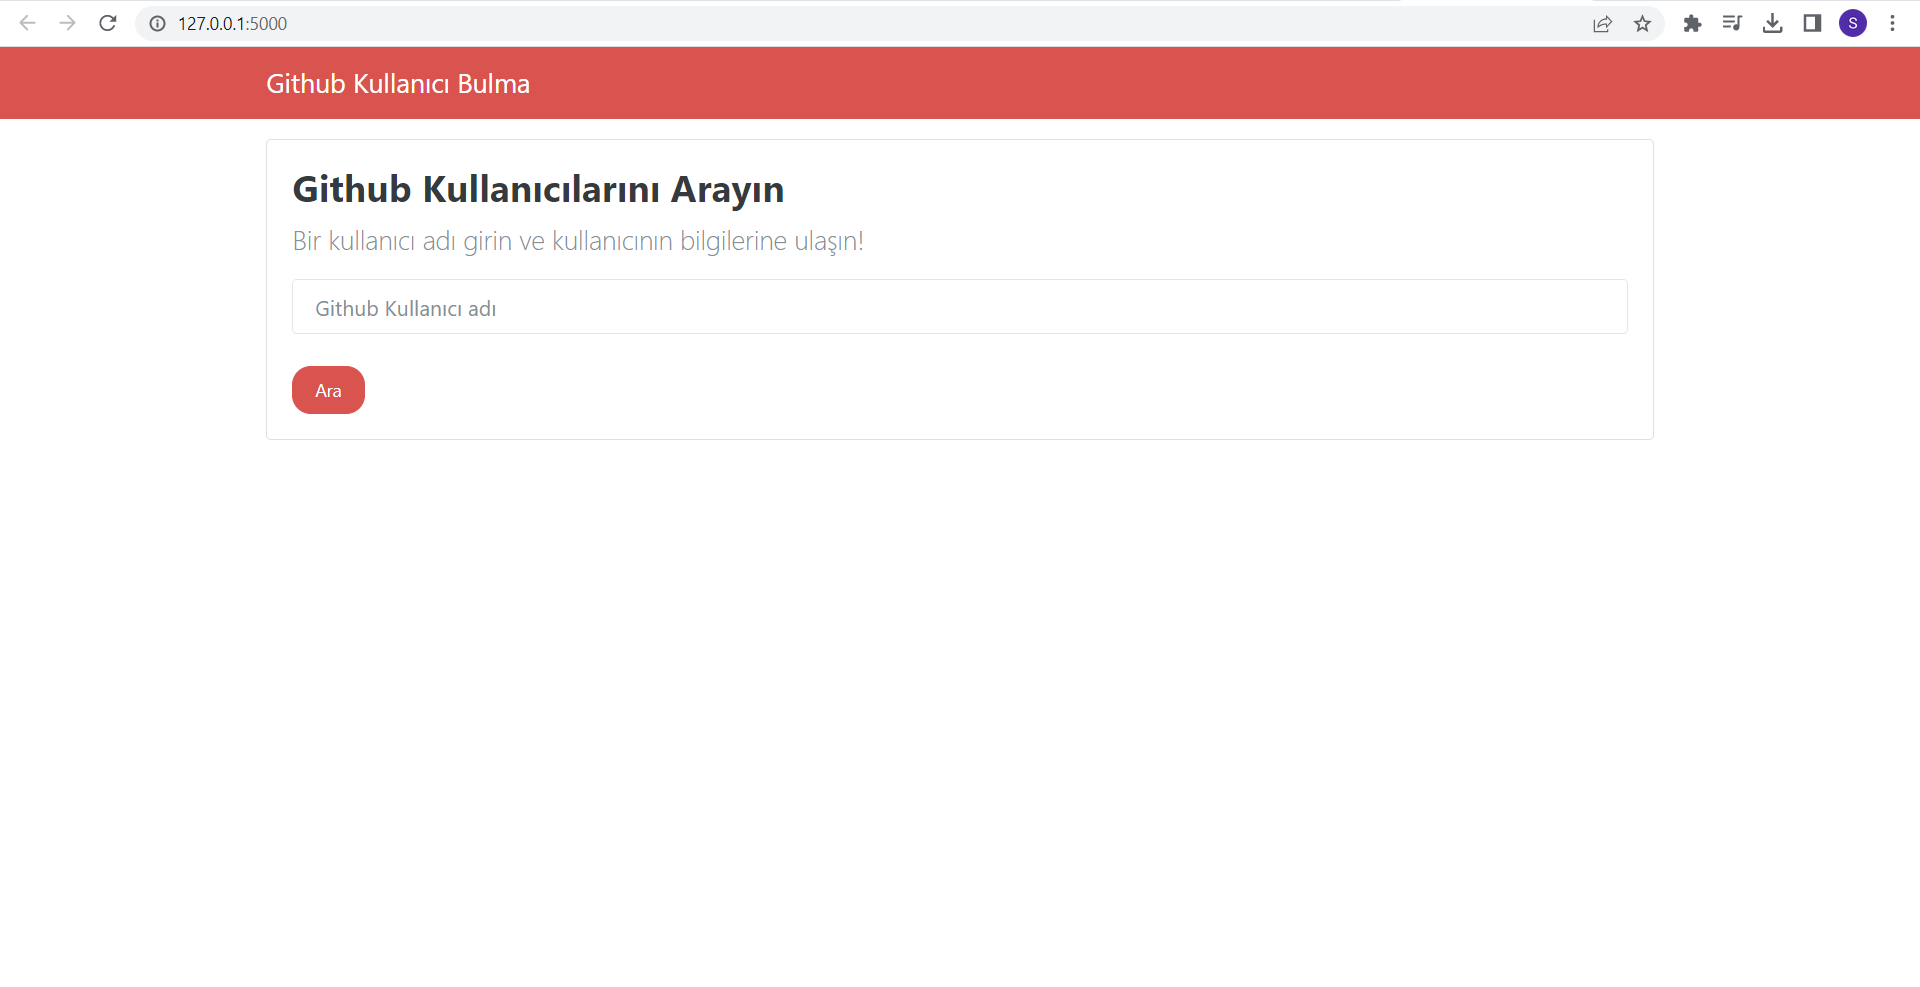 127.0.0.1:5000
S
Github Kullanıcı Bulma
Github Kullanıcılarını Arayın
Bir kullanıcı adı girin ve kullanıcının bilgilerine ulaşın!
Github Kullanıcı adı
Ara